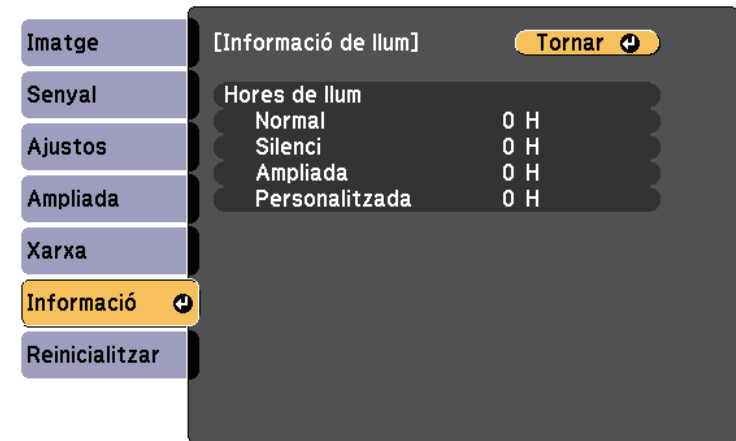 Imatge
Senyal
Ajustos
Ampliada
Xarxa
Informació
Reinicialitzar
[Informació de llum]
Tornar
Hores de llum
Normal 0 H
Silenci 0 H
Ampliada 0 H
Personalitzada 0 H